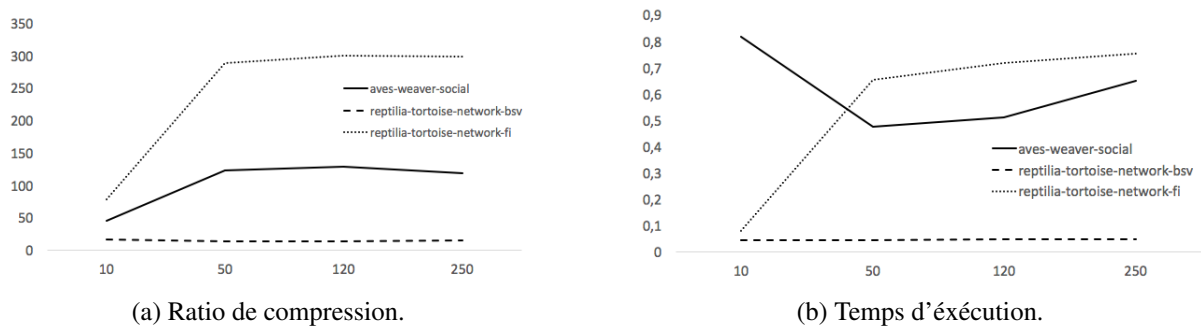 350
300
250
200
150
100
50
0
10 50 120 250
aves-weaver-social
reptilia-tortoise-network-bsv
reptilia-tortoise-network-fi
(a) Ratio de compression.
0,9
0,8
0,7
0,6
0,5
0,4
0,3
0,2
0,1
0
10 50 120 250
aves-weaver-social
reptilia-tortoise-network-bsv
reptilia-tortoise-network-fi
(b) Temps d’éxécution.